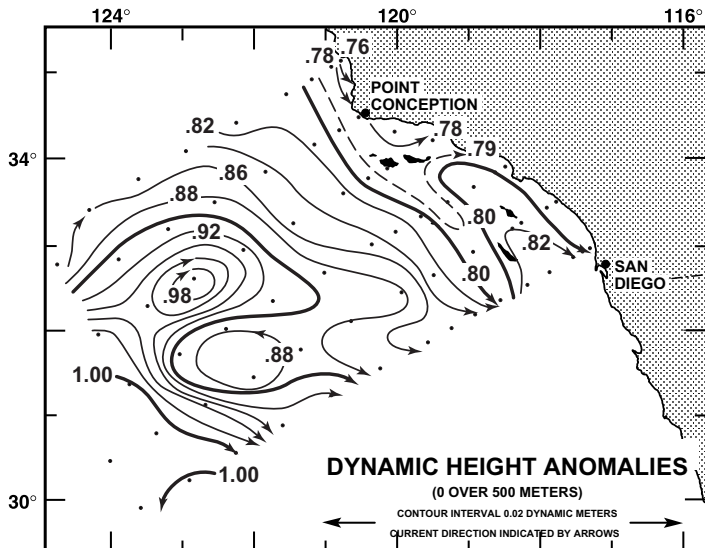 124° 120° 116°
.78 .76
POINT
CONCEPTION
.82 .78
.79
34°
.86
.88
.80
.92 .82
SAN
DIEGO
.98 .80
.88
1.00
1.00
DYNAMIC HEIGHT ANOMALIES
(0 OVER 500 METERS)
30°
CONTOUR INTERVAL 0.02 DYNAMIC METERS
CURRENT DIRECTION INDICATED BY ARROWS